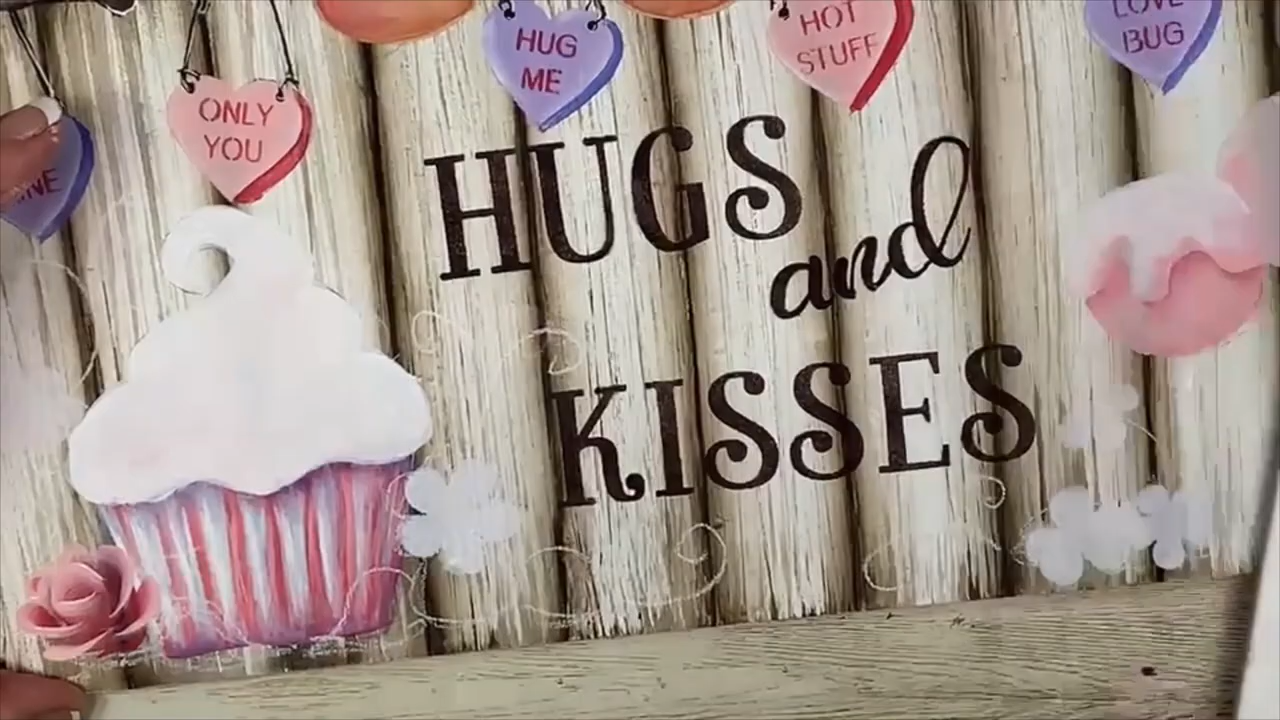 ONLY
YOU
HUG
ME
HOT
STUFF
LOVE
BUG
HUGS
and
KISSES